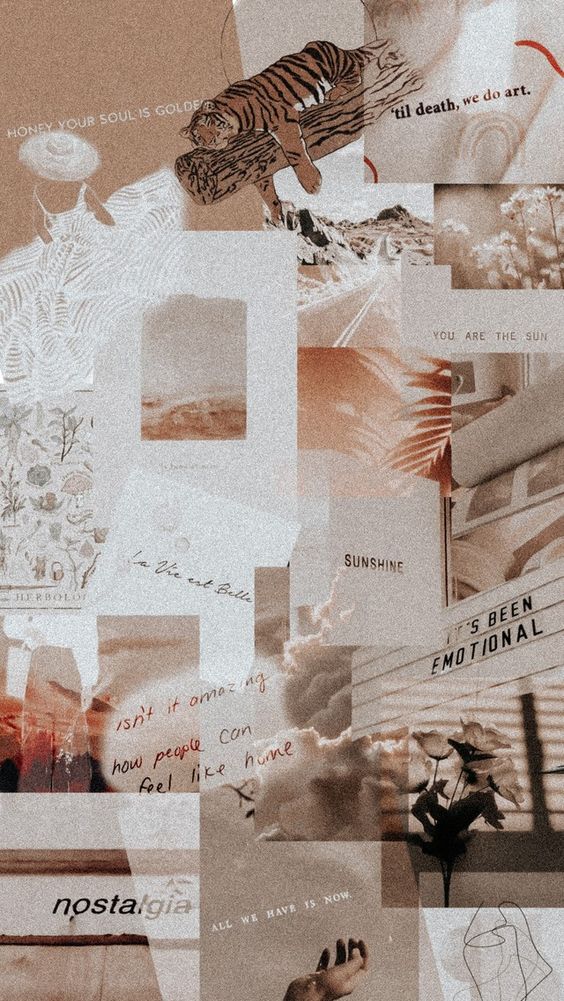 HONEY YOUR SOUL IS GOLDE
'til death, we do art.
YOU ARE THE SUN
la Vie est Belle
SUNSHINE
HERBOLO
IT'S BEEN
EMOTIONAL
isn't it amazing
how people can
feel like home
nostalgia
ALL WE HAVE IS NOW.